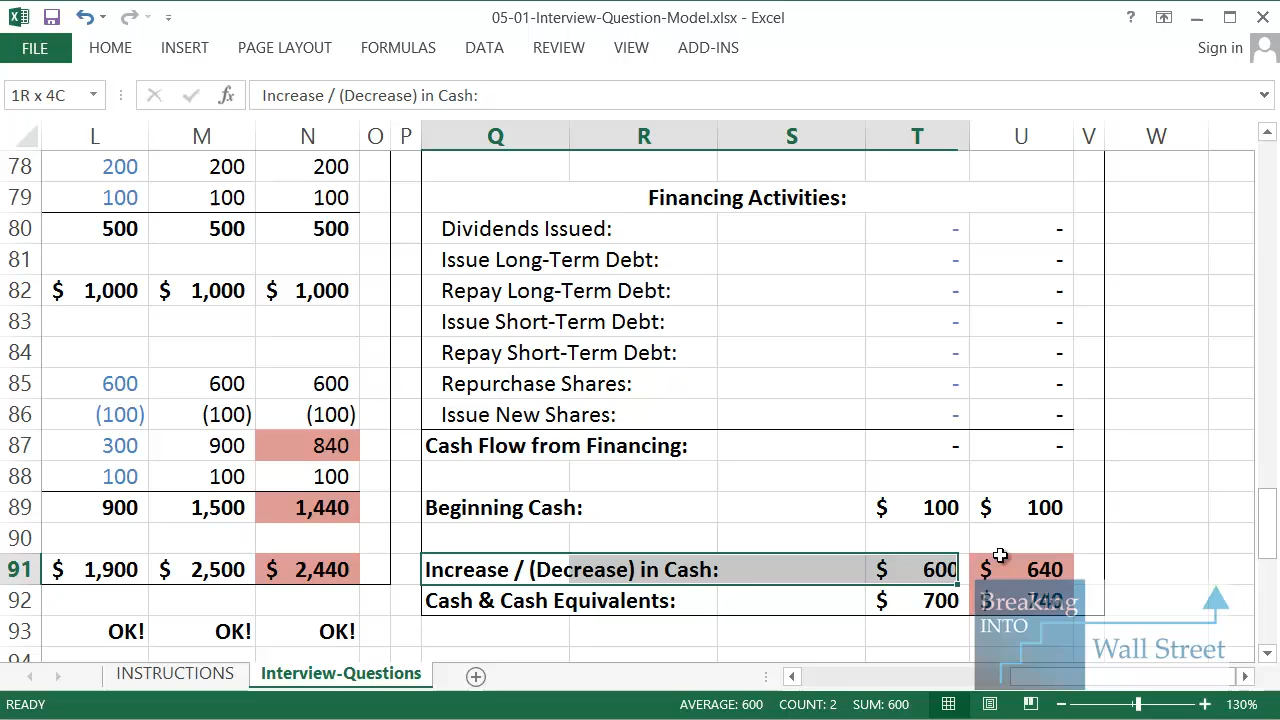 05-01-Interview-Question-Model.xlsx - Excel
FILE HOME INSERT PAGE LAYOUT FORMULAS DATA REVIEW VIEW ADD-INS Sign in
1R x 4C fx Increase / (Decrease) in Cash:
L M N O P Q R S T U V W
78 200 200 200
79 100 100 100 Financing Activities:
80 500 500 500 Dividends Issued: - -
81 Issue Long-Term Debt: - -
82 $ 1,000 $ 1,000 $ 1,000 Repay Long-Term Debt: - -
83 Issue Short-Term Debt: - -
84 Repay Short-Term Debt: - -
85 600 600 600 Repurchase Shares: - -
86 (100) (100) (100) Issue New Shares: - -
87 300 900 840 Cash Flow from Financing: - -
88 100 100 100
89 900 1,500 1,440 Beginning Cash: $ 100 $ 100
90
91 $ 1,900 $ 2,500 $ 2,440 Increase / (Decrease) in Cash: $ 600 $ 640
92 Cash & Cash Equivalents: $ 700 $ 740
93 OK! OK! OK!
94
Breaking
INTO
Wall Street
INSTRUCTIONS Interview-Questions
READY AVERAGE: 600 COUNT: 2 SUM: 600 130%